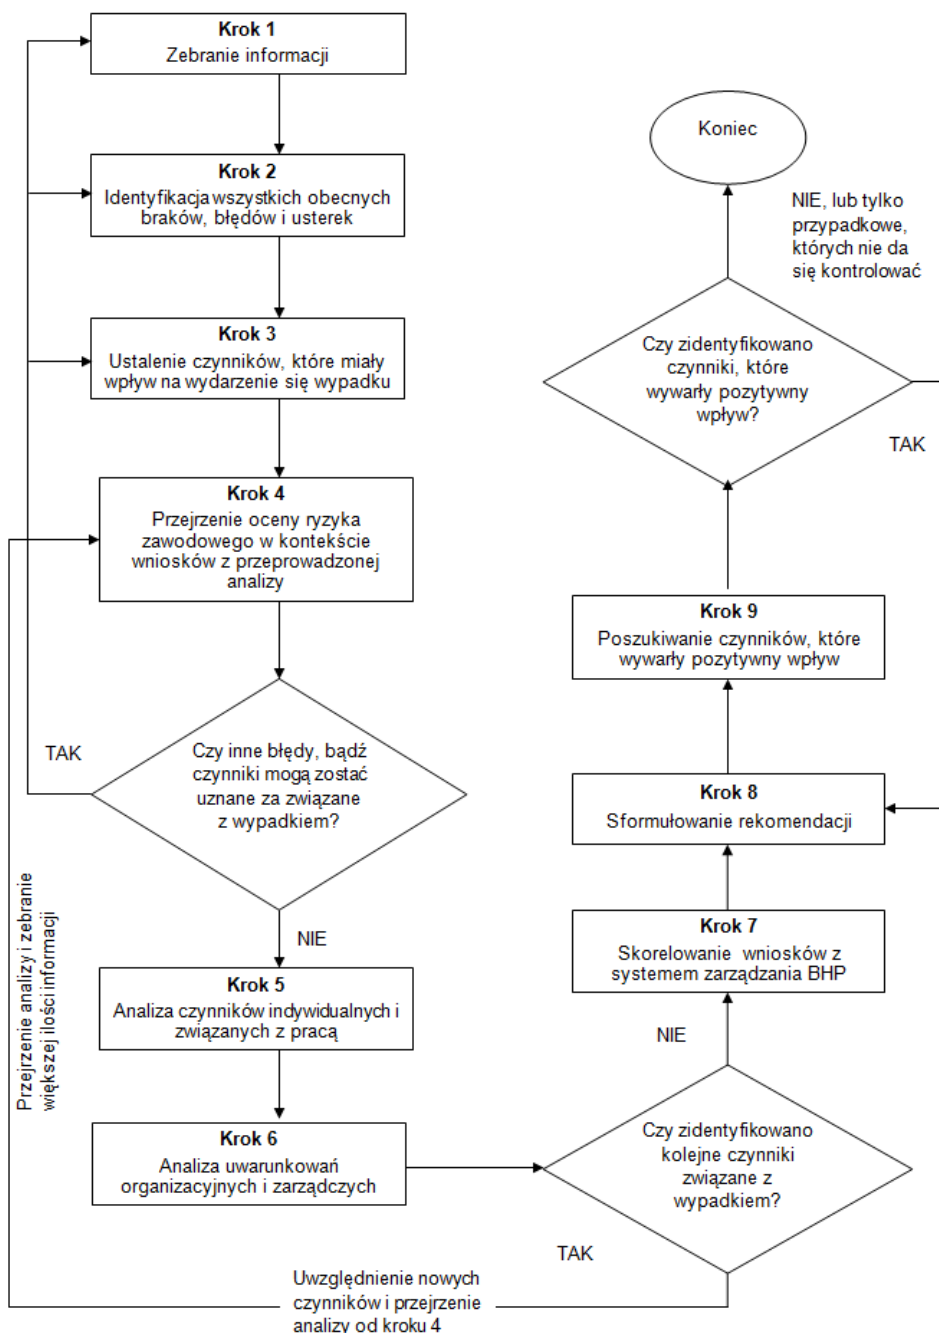 Krok 1
Zebranie informacji
Krok 2
Identyfikacja wszystkich obecnych
braków, błędów i usterek
Krok 3
Ustalenie czynników, które miały
wpływ na wydarzenie się wypadku
Krok 4
Przejrzenie oceny ryzyka
zawodowego w kontekście
wniosków z przeprowadzonej
analizy
TAK
Czy inne błędy, bądź
czynniki mogą zostać
uznane za związane
z wypadkiem?
NIE
Przejrzenie analizy i zebranie
większej ilości informacji
Krok 5
Analiza czynników indywidualnych i
związanych z pracą
Krok 6
Analiza uwarunkowań
organizacyjnych i zarządczych
Czy zidentyfikowano
kolejne czynniki
związane z
wypadkiem?
TAK
Uwzględnienie nowych
czynników i przejrzenie
analizy od kroku 4
NIE
Krok 7
Skorelowanie wniosków z
systemem zarządzania BHP
Krok 8
Sformułowanie rekomendacji
Krok 9
Poszukiwanie czynników, które
wywarły pozytywny wpływ
Czy zidentyfikowano
czynniki, które
wywarły pozytywny
wpływ?
TAK
NIE, lub tylko
przypadkowe,
których nie da
się kontrolować
Koniec